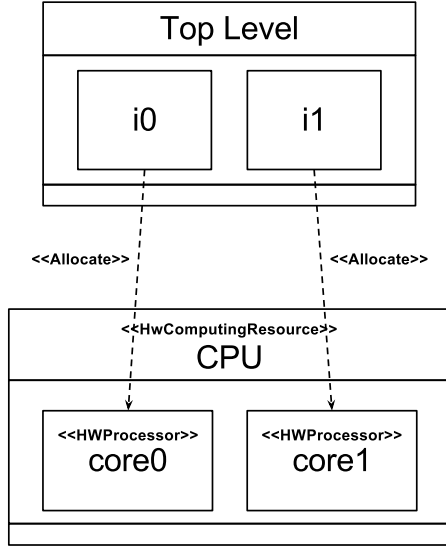 Top Level
i0
i1
<<Allocate>>
<<Allocate>>
<<HwComputingResource>>
CPU
<<HWProcessor>>
core0
<<HWProcessor>>
core1